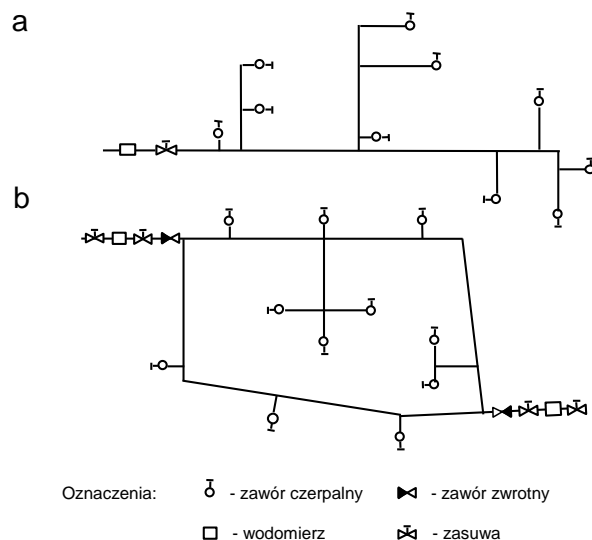 a
b
Oznaczenia: - zawór czerpalny - zawór zwrotny
- wodomierz - zasuwa